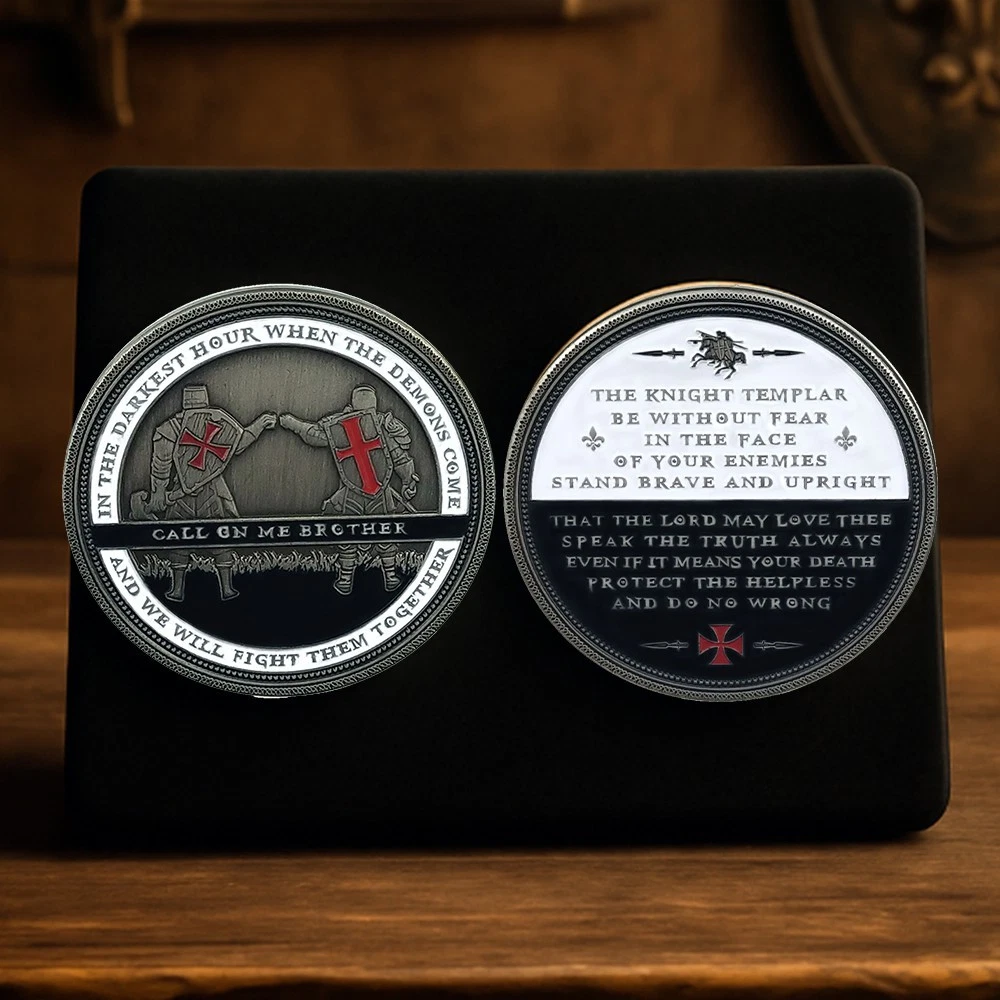 IN THE DARKEST HOUR WHEN THE DEMONS COME
CALL ON ME BROTHER
AND WE WILL FIGHT THEM TOGETHER
THE KNIGHT TEMPLAR
BE WITHOUT FEAR
IN THE FACE
OF YOUR ENEMIES
STAND BRAVE AND UPRIGHT
THAT THE LORD MAY LOVE THEE
SPEAK THE TRUTH ALWAYS
EVEN IF IT MEANS YOUR DEATH
PROTECT THE HELPLESS
AND DO NO WRONG